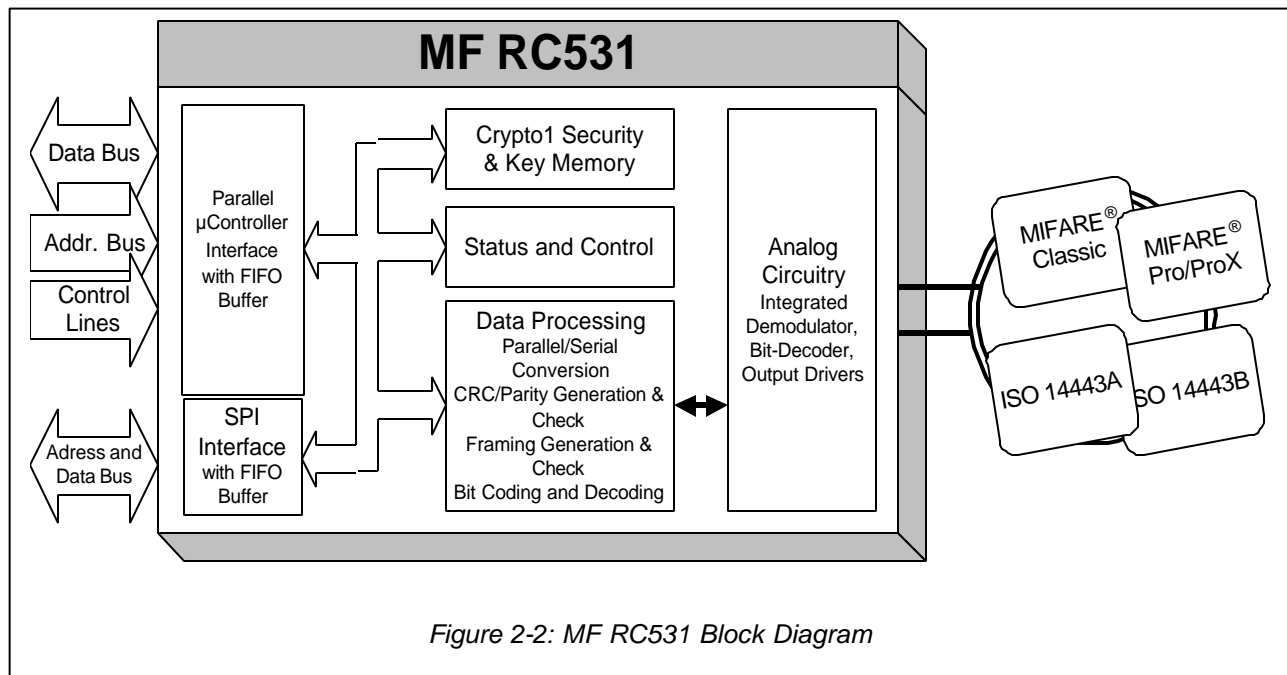 MF RC531
Data Bus
Addr. Bus
Control
Lines
Adress and
Data Bus
Parallel
µController
Interface
with FIFO
Buffer
SPI
Interface
with FIFO
Buffer
Crypto1 Security
& Key Memory
Status and Control
Data Processing
Parallel/Serial
Conversion
CRC/Parity Generation &
Check
Framing Generation &
Check
Bit Coding and Decoding
Analog
Circuitry
Integrated
Demodulator,
Bit-Decoder,
Output Drivers
MIFARE®
Classic
MIFARE®
Pro/ProX
ISO 14443A
SO 14443B
Figure 2-2: MF RC531 Block Diagram